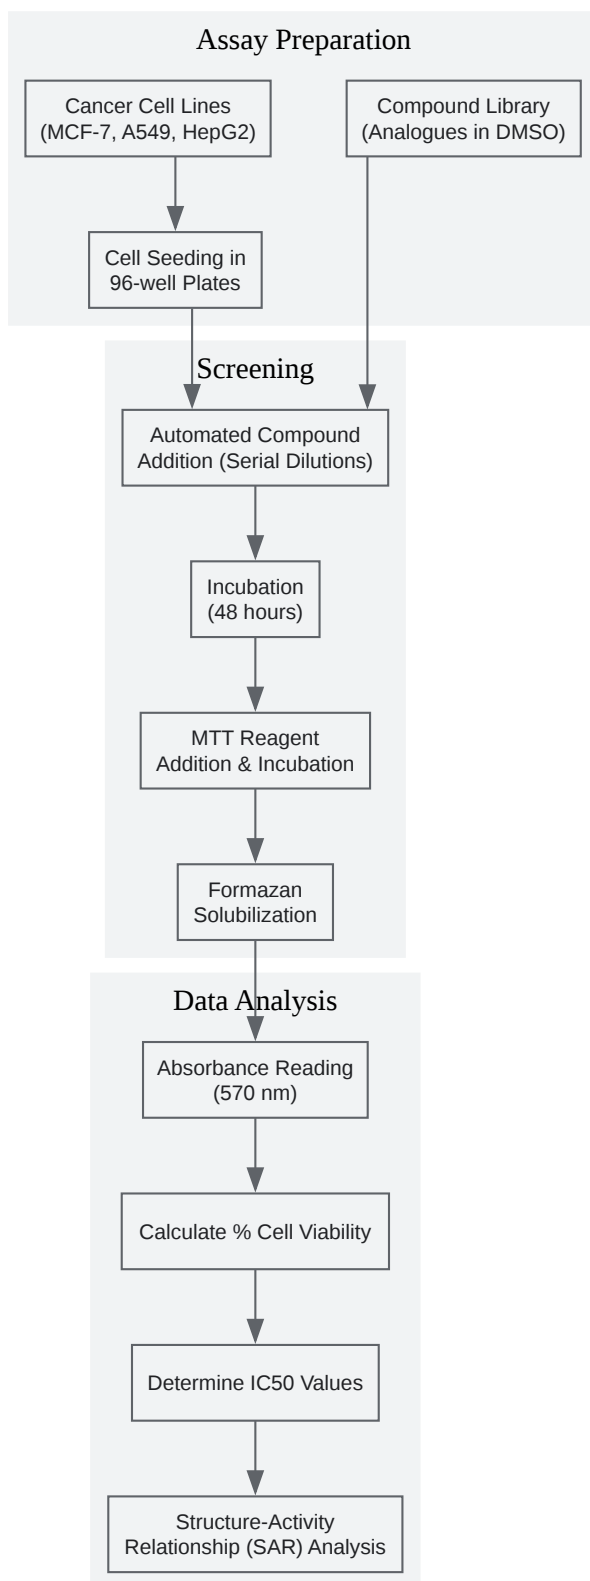 Assay Preparation
Cancer Cell Lines
(MCF-7, A549, HepG2)
Compound Library
(Analogues in DMSO)
Cell Seeding in
96-well Plates
Screening
Automated Compound
Addition (Serial Dilutions)
Incubation
(48 hours)
MTT Reagent
Addition & Incubation
Formazan
Solubilization
Data Analysis
Absorbance Reading
(570 nm)
Calculate % Cell Viability
Determine IC50 Values
Structure-Activity
Relationship (SAR) Analysis